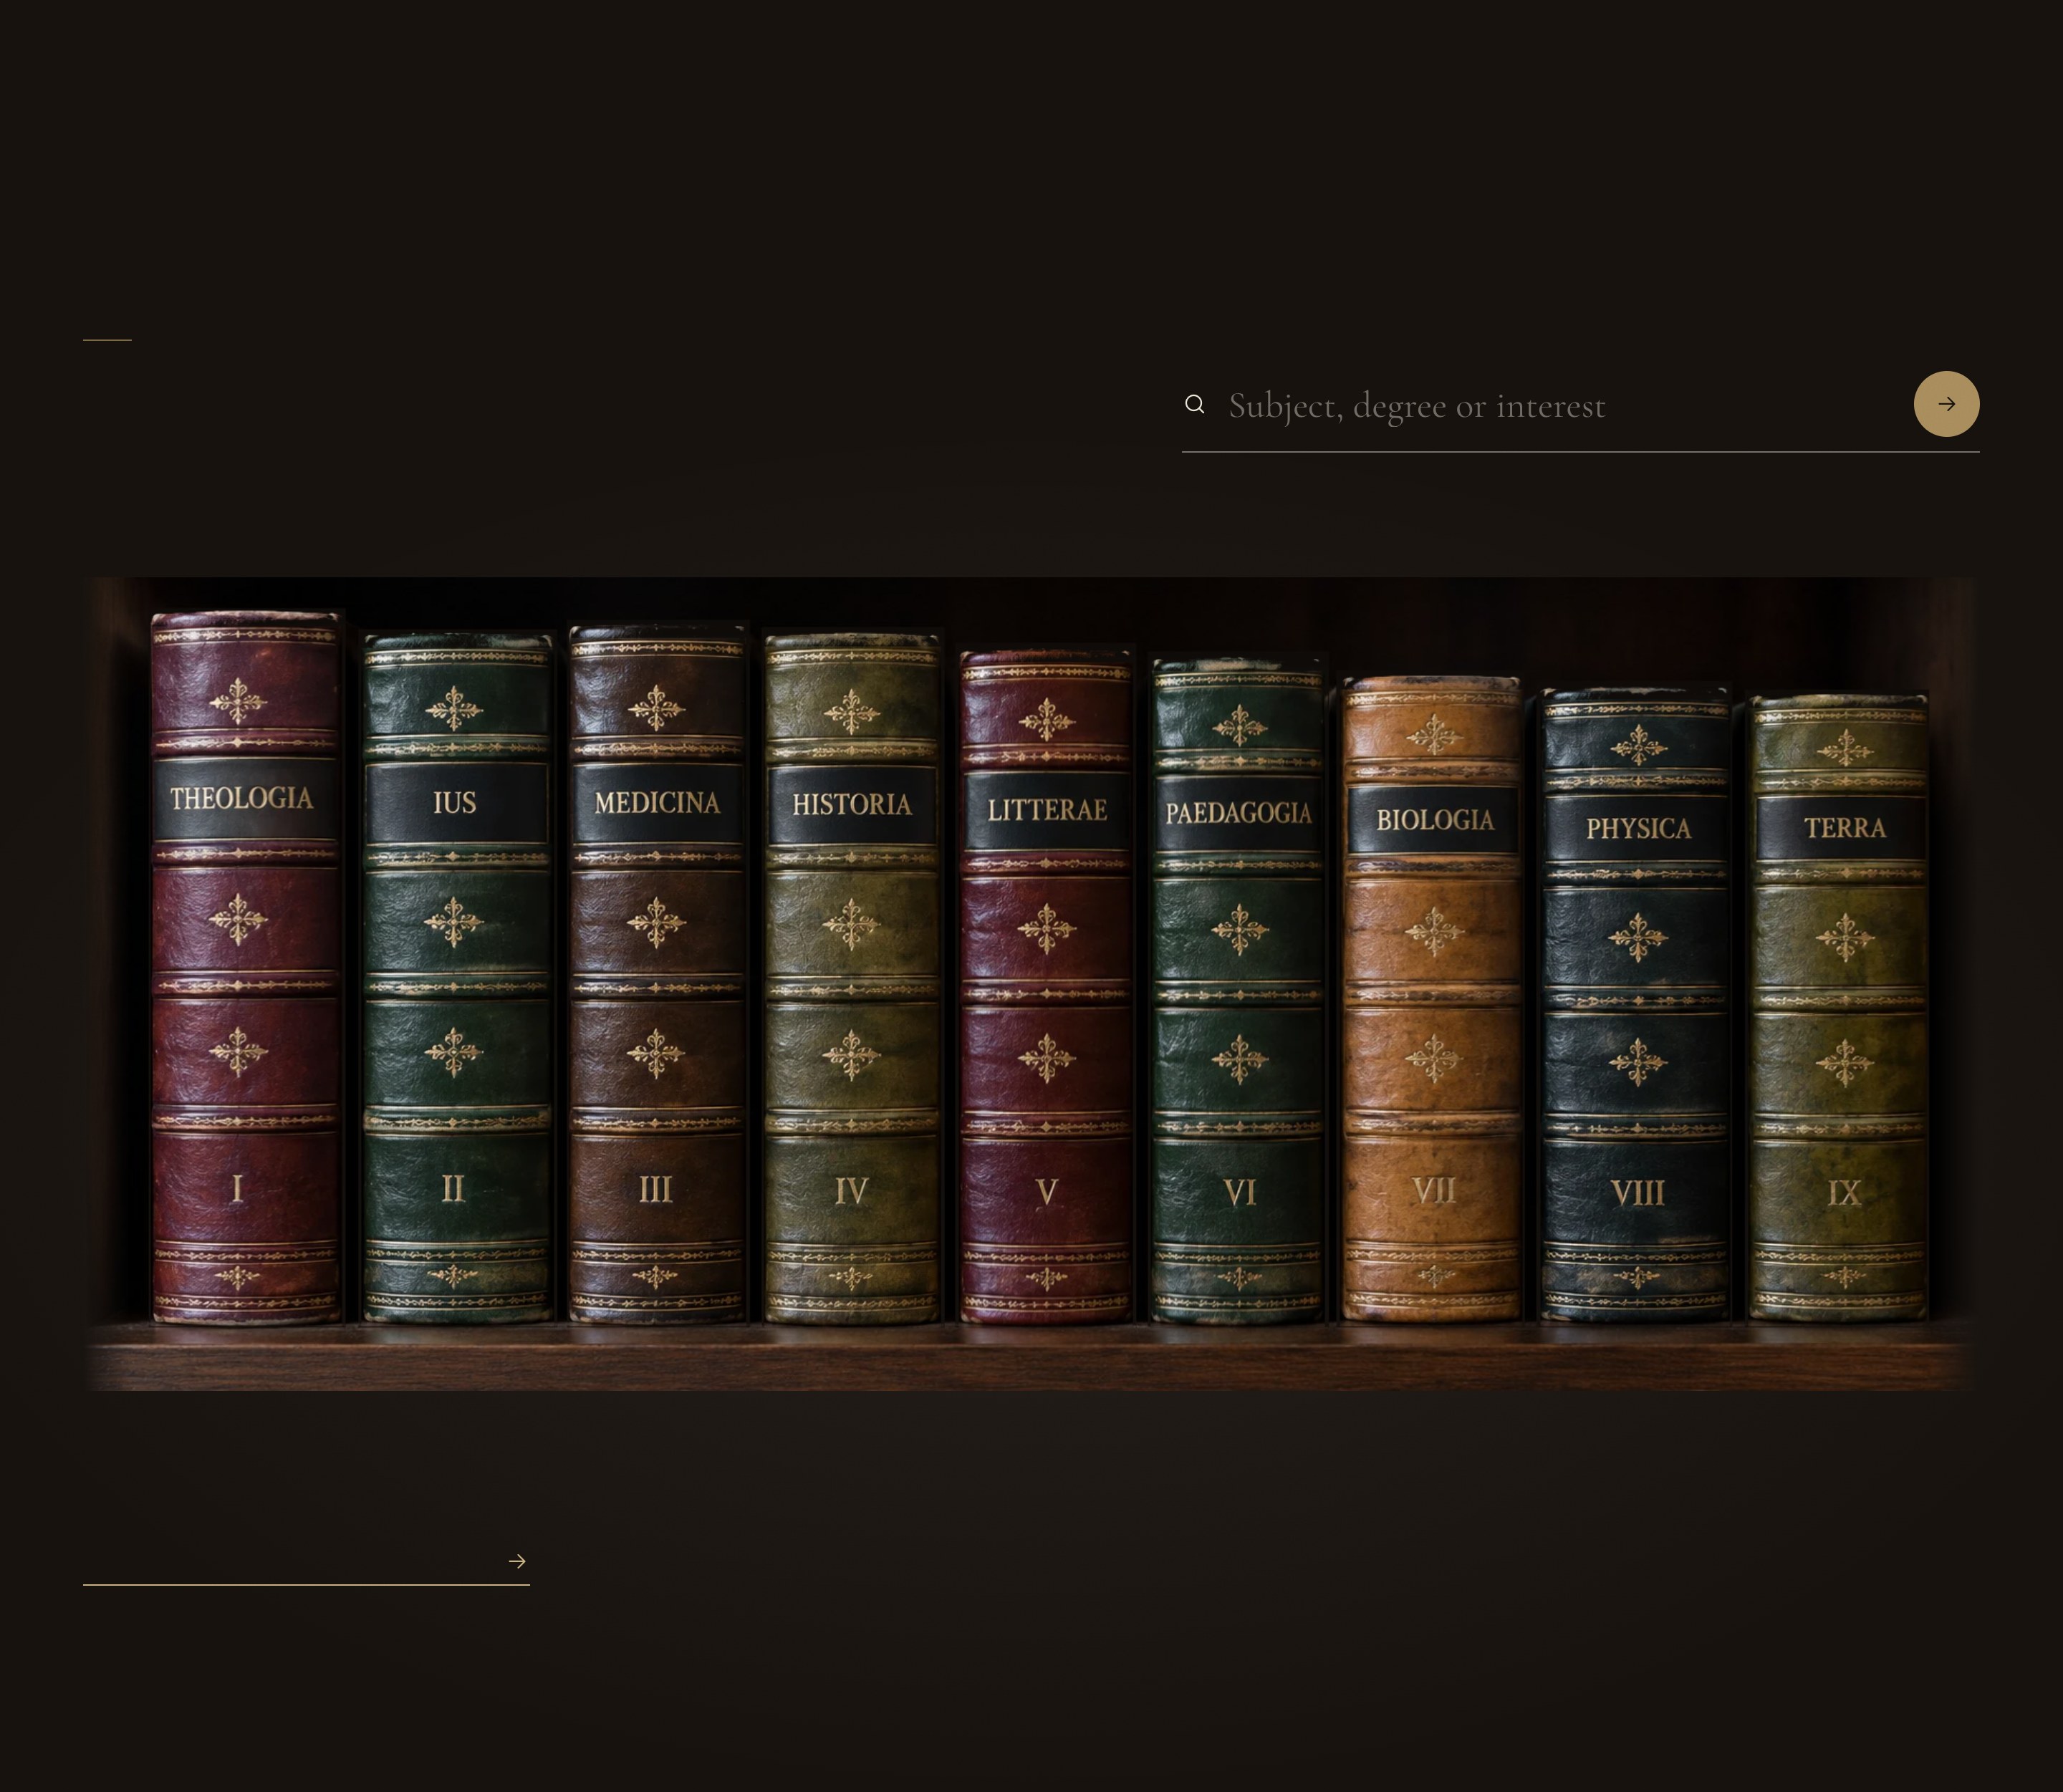 Subject, degree or interest
THEOLOGIA
IUS
MEDICINA
HISTORIA
LITTERAE
PAEDAGOGIA
BIOLOGIA
PHYSICA
TERRA
I
II
III
IV
V
VI
VII
VIII
IX